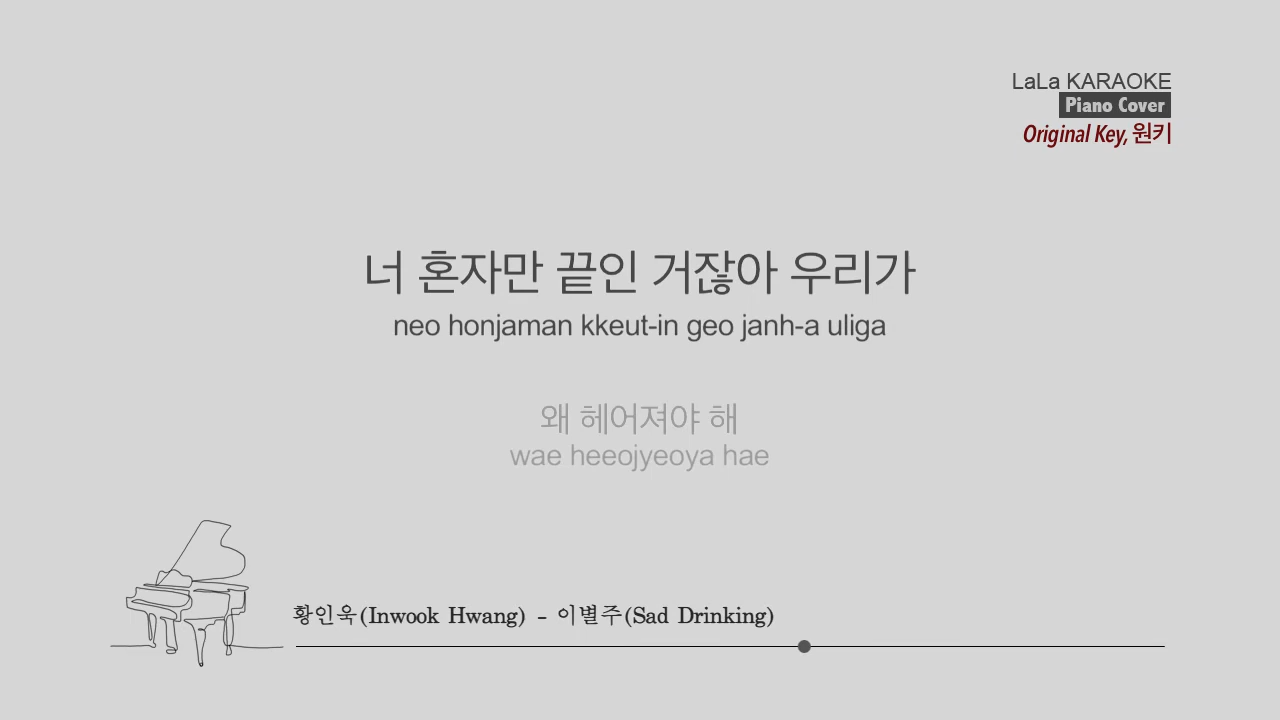 LaLa KARAOKE
Piano Cover
Original Key, 원키
너 혼자만 끝인 거잖아 우리가
neo honjaman kkeut-in geo janh-a uliga
왜 헤어져야 해
wae heeojyeoya hae
황인욱(Inwook Hwang) - 이별주(Sad Drinking)